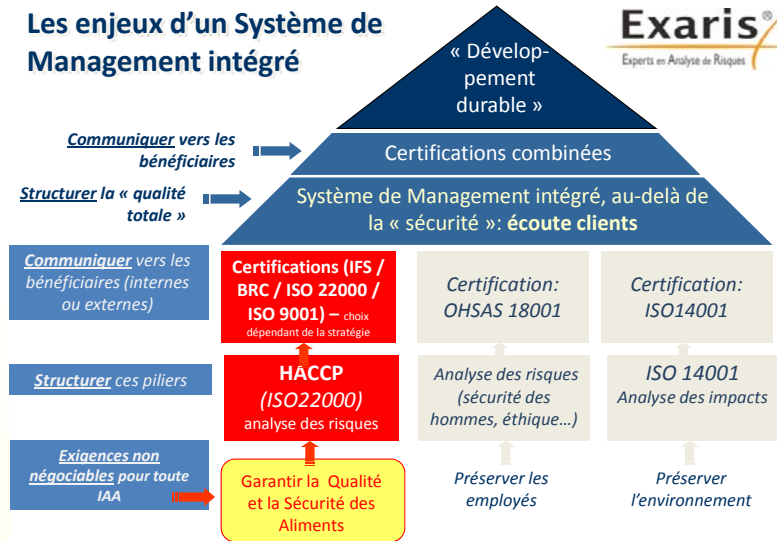 Les enjeux d'un Système de
Management intégré
Exaris®
Experts en Analyse de Risques
« Dévelop-
pement
durable »
Communiquer vers les
bénéficiaires
Certifications combinées
Structurer la « qualité
totale »
Système de Management intégré, au-delà de
la « sécurité »: écoute clients
Communiquer vers les
bénéficiaires (internes
ou externes)
Certifications (IFS /
BRC / ISO 22000 /
ISO 9001) – choix
dépendant de la stratégie
Certification:
OHSAS 18001
Certification:
ISO14001
Structurer ces piliers
HACCP
(ISO22000)
analyse des risques
Analyse des risques
(sécurité des
hommes, éthique…)
ISO 14001
Analyse des impacts
Exigences non
négociables pour toute
IAA
Garantir la Qualité
et la Sécurité des
Aliments
Préserver les
employés
Préserver
l'environnement